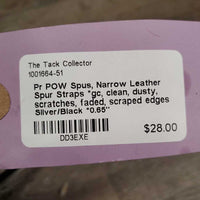 The Tack Collector
1001664-51
Pr POW Spus, Narrow Leather
Spur Straps *gc, clean, dusty,
scratches, faded, scraped edges
Silver/Black *0.65"
$28.00
DD3EXE